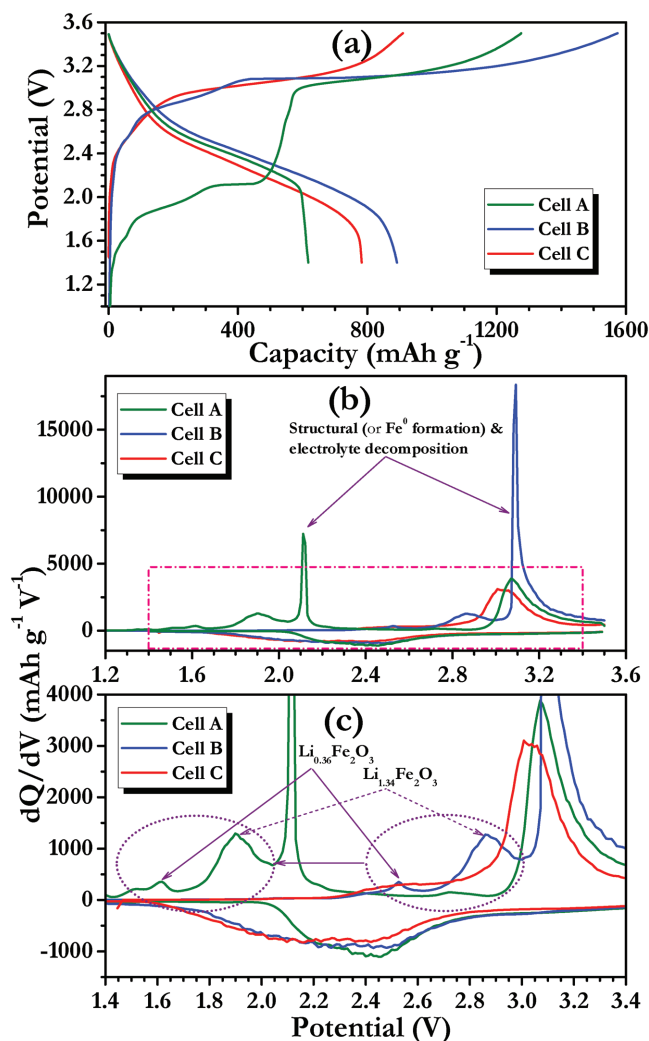 (a)
3.6
3.0
2.4
1.8
1.2
Potential (V)
Cell A
Cell B
Cell C
0 400 800 1200 1600
Capacity (mAh g⁻¹)
(b)
Cell A
Cell B
Cell C
Structural (or Fe⁰ formation) &
electrolyte decomposition
15000
10000
5000
0
1.2 1.6 2.0 2.4 2.8 3.2 3.6
dQ/dV (mAh g⁻¹ V⁻¹)
(c)
Cell A
Cell B
Cell C
Li₀.₃₆Fe₂O₃
Li₁.₃₄Fe₂O₃
4000
3000
2000
1000
0
-1000
1.4 1.6 1.8 2.0 2.2 2.4 2.6 2.8 3.0 3.2 3.4
Potential (V)